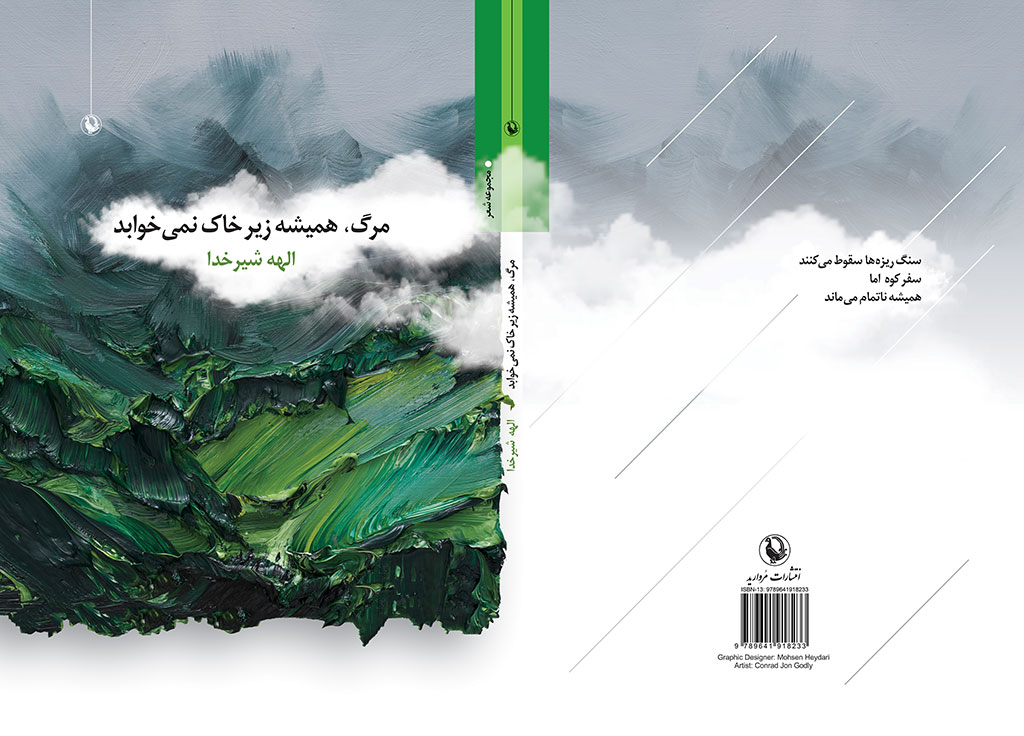 مرگ، همیشه زیر خاک نمی‌خوابد
الهه شیرخدا
مجموعه شعر
مرگ، همیشه زیر خاک نمی‌خوابد
الهه شیرخدا
سنگ ریزه‌ها سقوط می‌کنند
سفر کوه اما
همیشه ناتمام می‌ماند
انتشارات مُروارید
ISBN-13: 9789641918233
9 789641 918233
Graphic Designer: Mohsen Heydari
Artist: Conrad Jon Godly